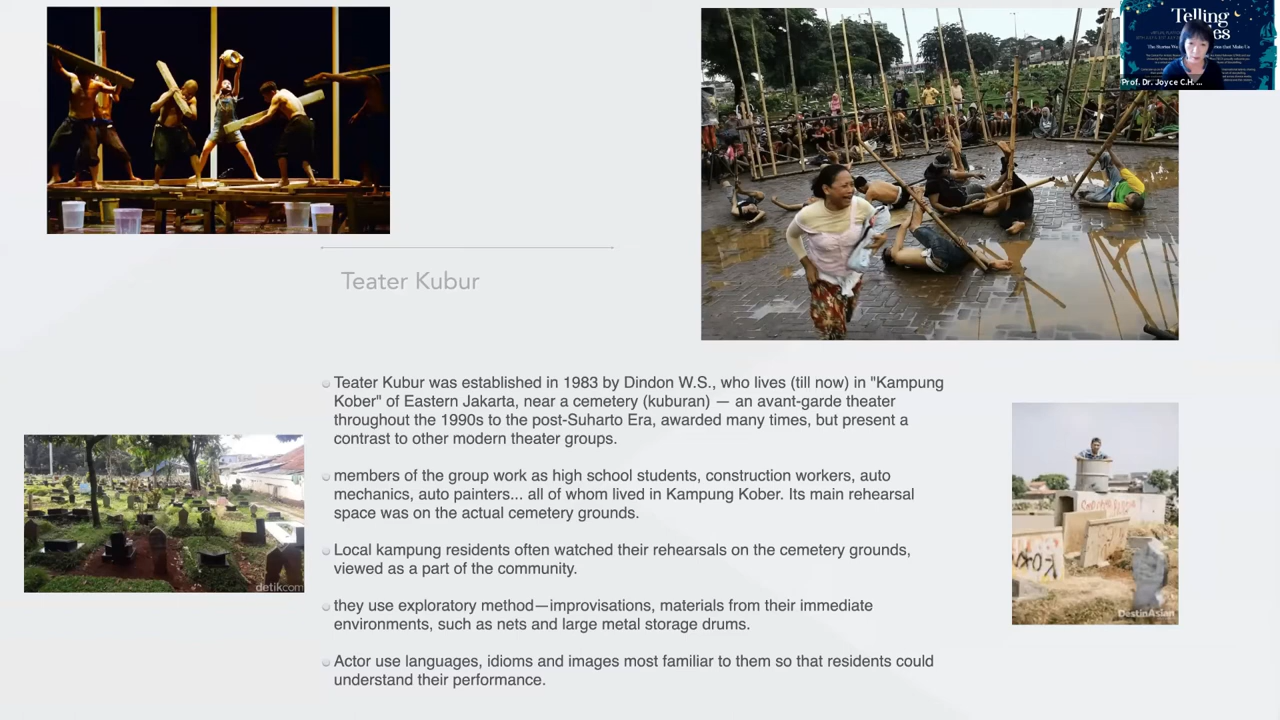 Telling
The Stories We
that Make Us
Prof. Dr. Joyce C.H. ...
Teater Kubur
Teater Kubur was established in 1983 by Dindon W.S., who lives (till now) in "Kampung
Kober" of Eastern Jakarta, near a cemetery (kuburan) — an avant-garde theater
throughout the 1990s to the post-Suharto Era, awarded many times, but present a
contrast to other modern theater groups.
members of the group work as high school students, construction workers, auto
mechanics, auto painters... all of whom lived in Kampung Kober. Its main rehearsal
space was on the actual cemetery grounds.
Local kampung residents often watched their rehearsals on the cemetery grounds,
viewed as a part of the community.
they use exploratory method—improvisations, materials from their immediate
environments, such as nets and large metal storage drums.
Actor use languages, idioms and images most familiar to them so that residents could
understand their performance.
detikcom
DestinAsian